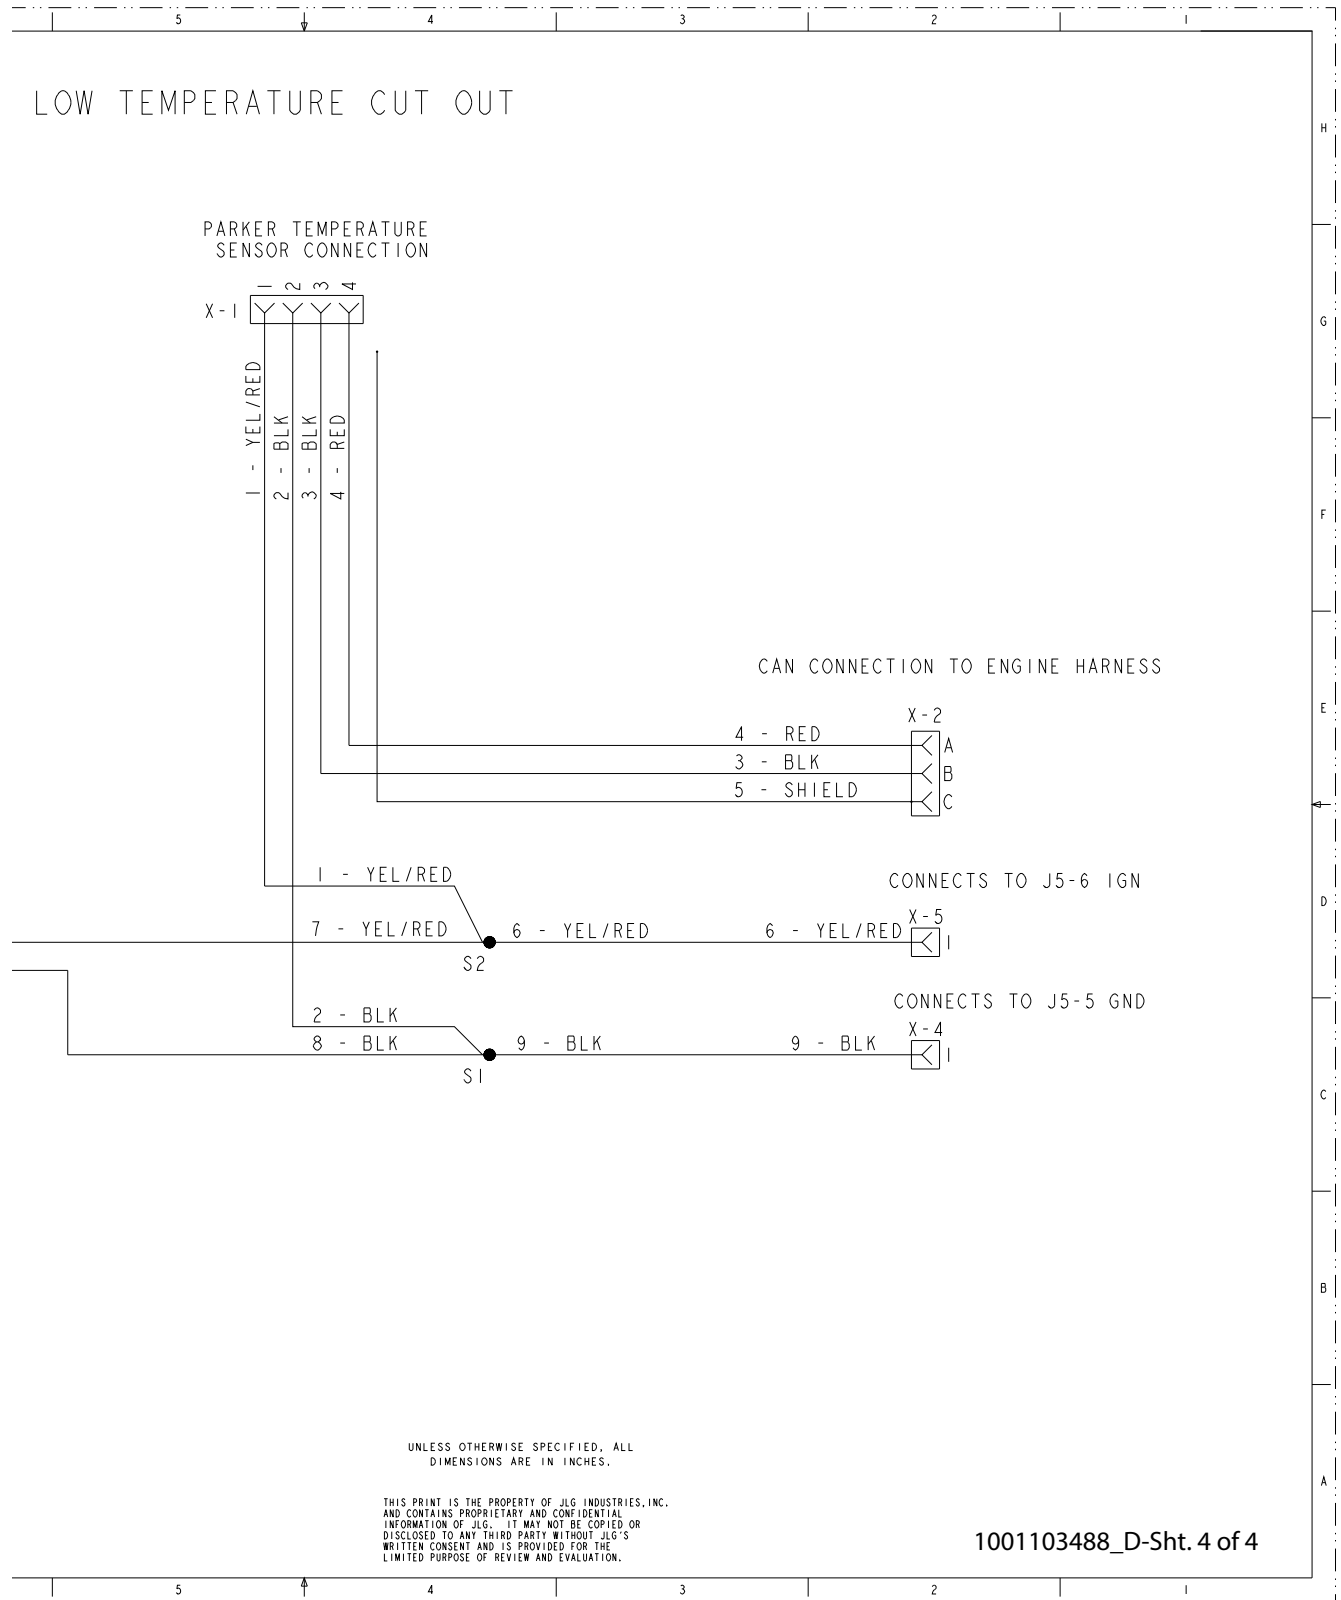 5 4 3 2 1
LOW TEMPERATURE CUT OUT
H
PARKER TEMPERATURE
SENSOR CONNECTION
1 2 3 4
X-1
G
1 - YEL/RED
2 - BLK
3 - BLK
4 - RED
F
CAN CONNECTION TO ENGINE HARNESS
E
X-2
4 - RED A
3 - BLK B
5 - SHIELD C
1 - YEL/RED
CONNECTS TO J5-6 IGN
D
X-5
7 - YEL/RED 6 - YEL/RED 6 - YEL/RED 1
S2
CONNECTS TO J5-5 GND
2 - BLK
X-4
8 - BLK 9 - BLK 9 - BLK 1
S1
C
B
UNLESS OTHERWISE SPECIFIED, ALL
DIMENSIONS ARE IN INCHES.
A
THIS PRINT IS THE PROPERTY OF JLG INDUSTRIES,INC.
AND CONTAINS PROPRIETARY AND CONFIDENTIAL
INFORMATION OF JLG. IT MAY NOT BE COPIED OR
DISCLOSED TO ANY THIRD PARTY WITHOUT JLG'S
WRITTEN CONSENT AND IS PROVIDED FOR THE
LIMITED PURPOSE OF REVIEW AND EVALUATION.
1001103488_D-Sht. 4 of 4
5 4 3 2 1